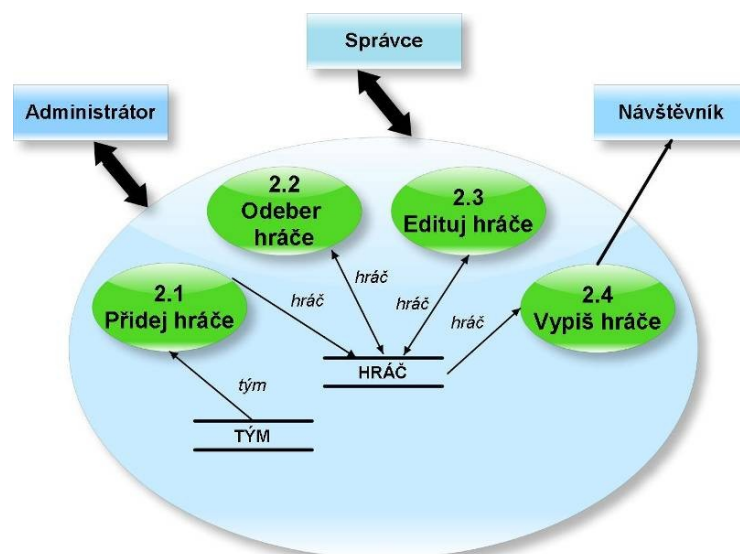 Správce
Administrátor
Návštěvník
2.2
Odeber
hráče
2.3
Edituj hráče
2.1
Přidej hráče
hráč
hráč
hráč
hráč
2.4
Vypiš hráče
HRÁČ
tým
TÝM